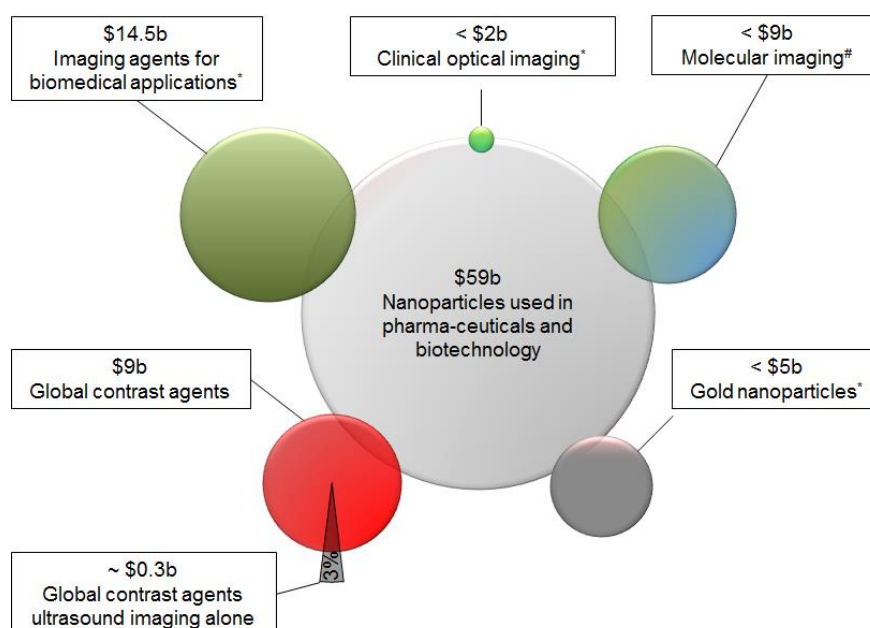 $14.5b
Imaging agents for
biomedical applications*
< $2b
Clinical optical imaging*
< $9b
Molecular imaging#
$59b
Nanoparticles used in
pharma-ceuticals and
biotechnology
$9b
Global contrast agents
< $5b
Gold nanoparticles*
3%
~ $0.3b
Global contrast agents
ultrasound imaging alone